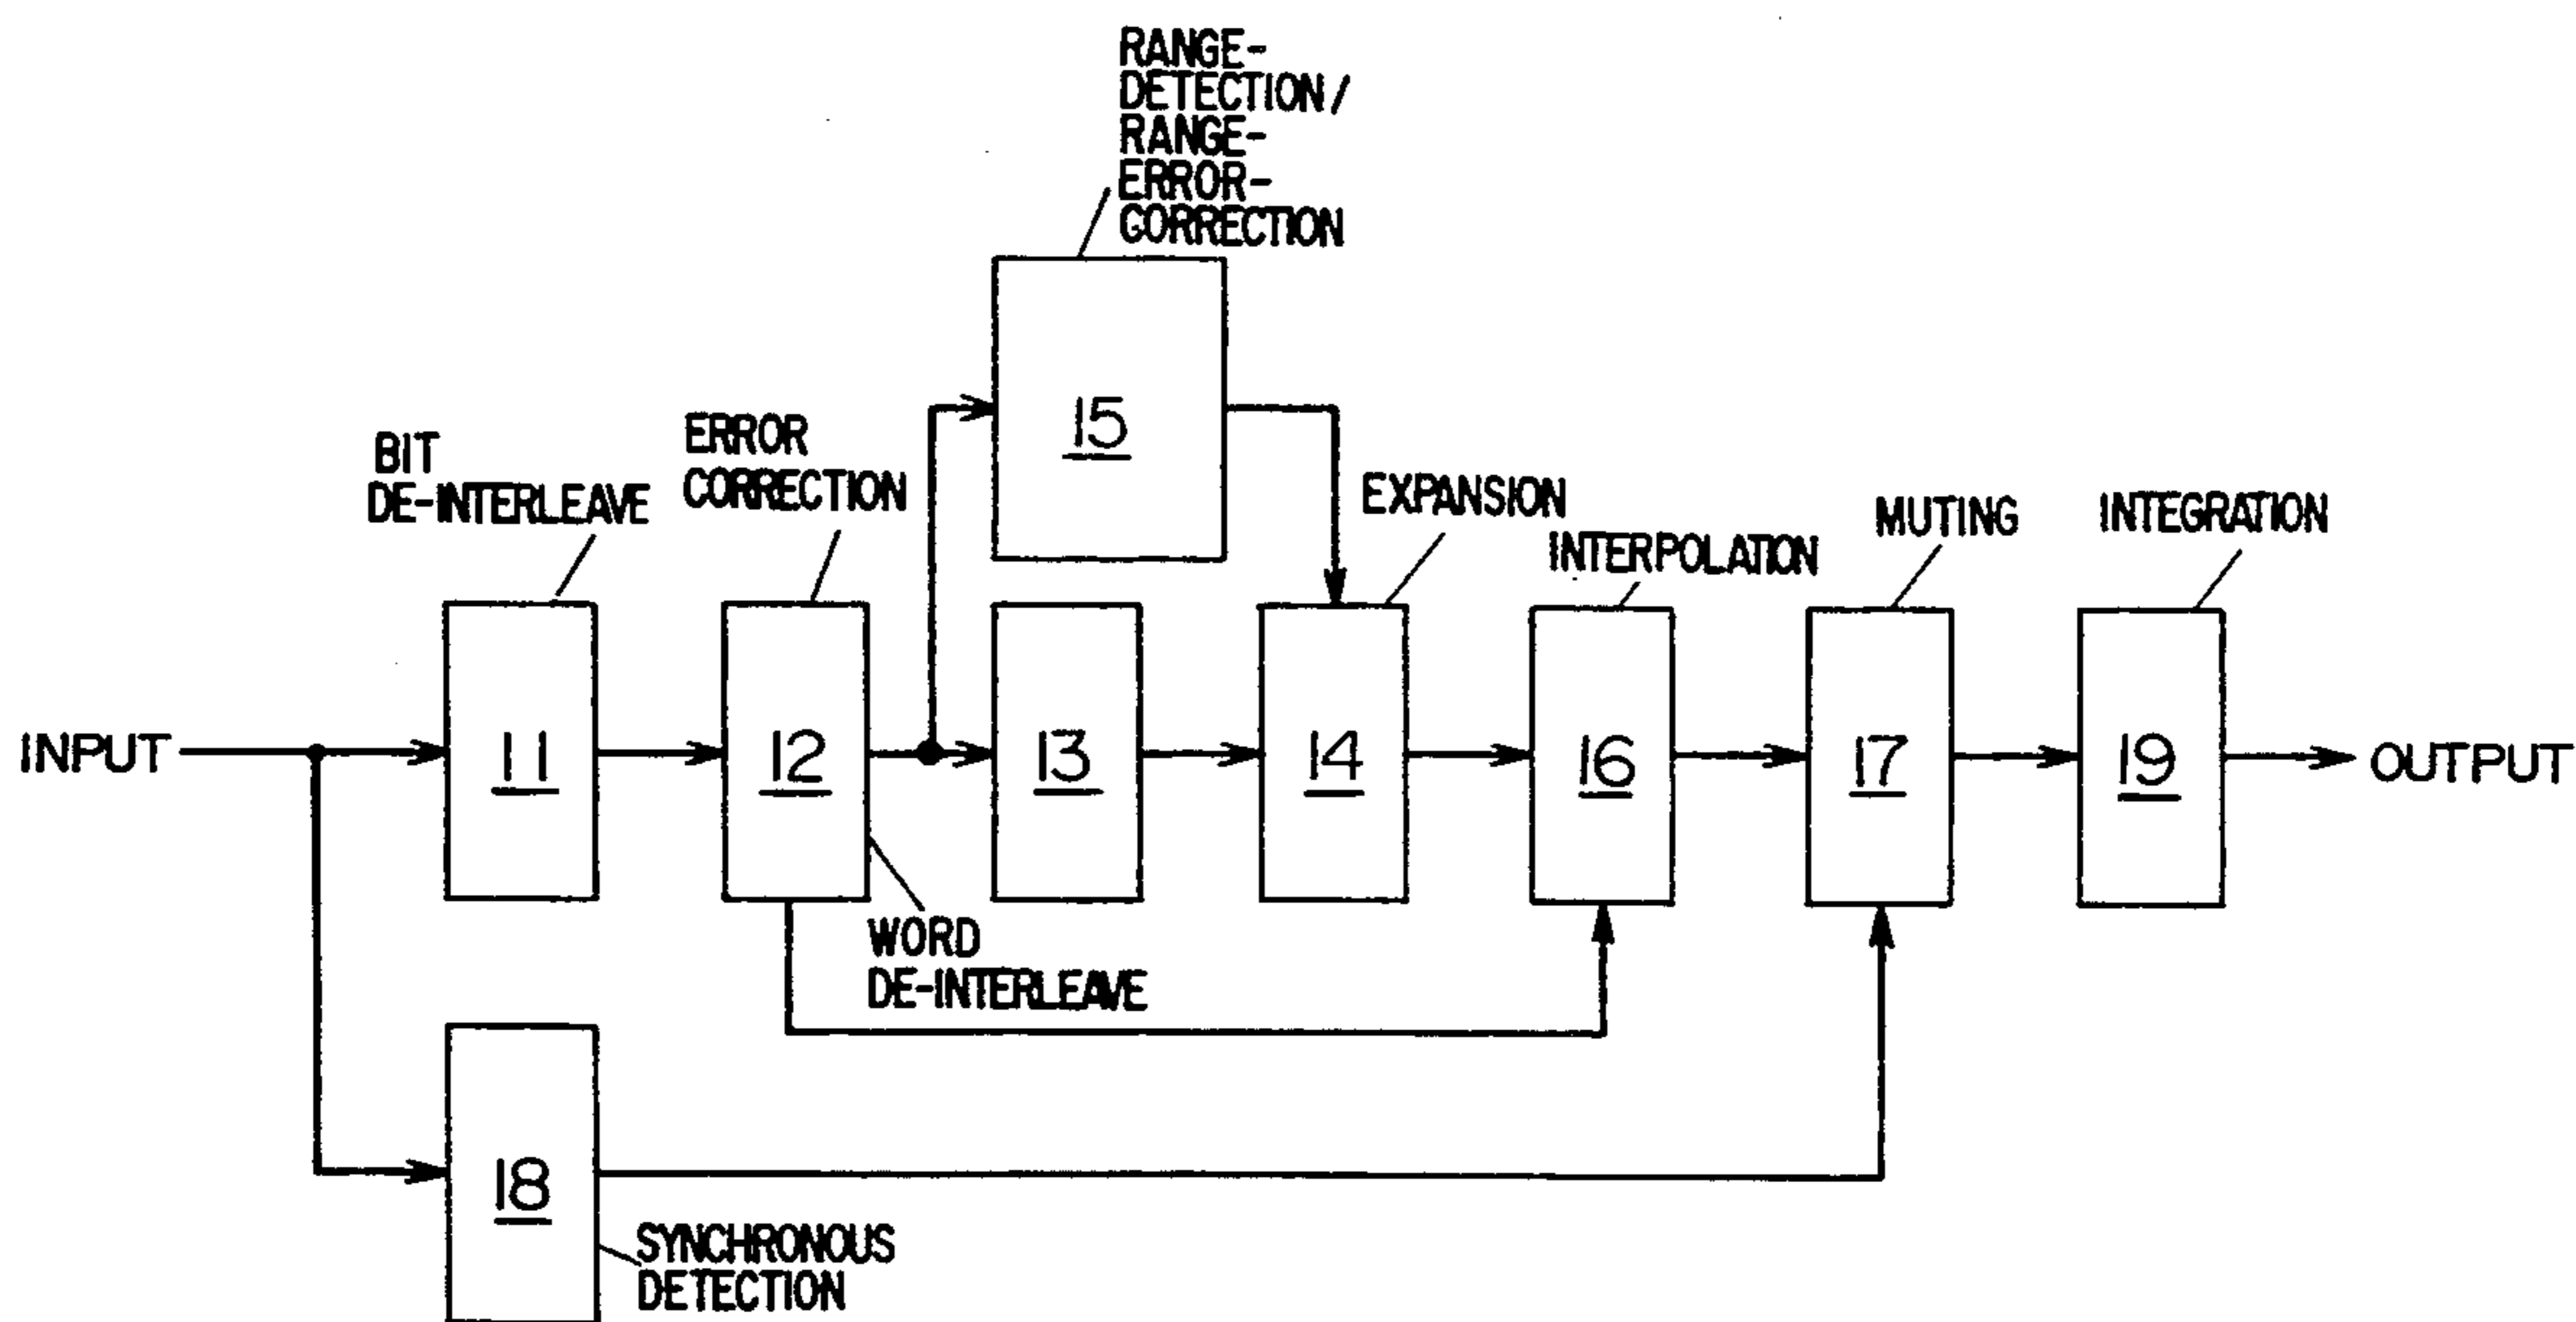 RANGE-
DETECTION/
RANGE-
ERROR-
CORRECTION
15
BIT
DE-INTERLEAVE
ERROR
CORRECTION
EXPANSION
INTERPOLATION
MUTING
INTEGRATION
INPUT
11
12
13
14
16
17
19
OUTPUT
WORD
DE-INTERLEAVE
18
SYNCHRONOUS
DETECTION